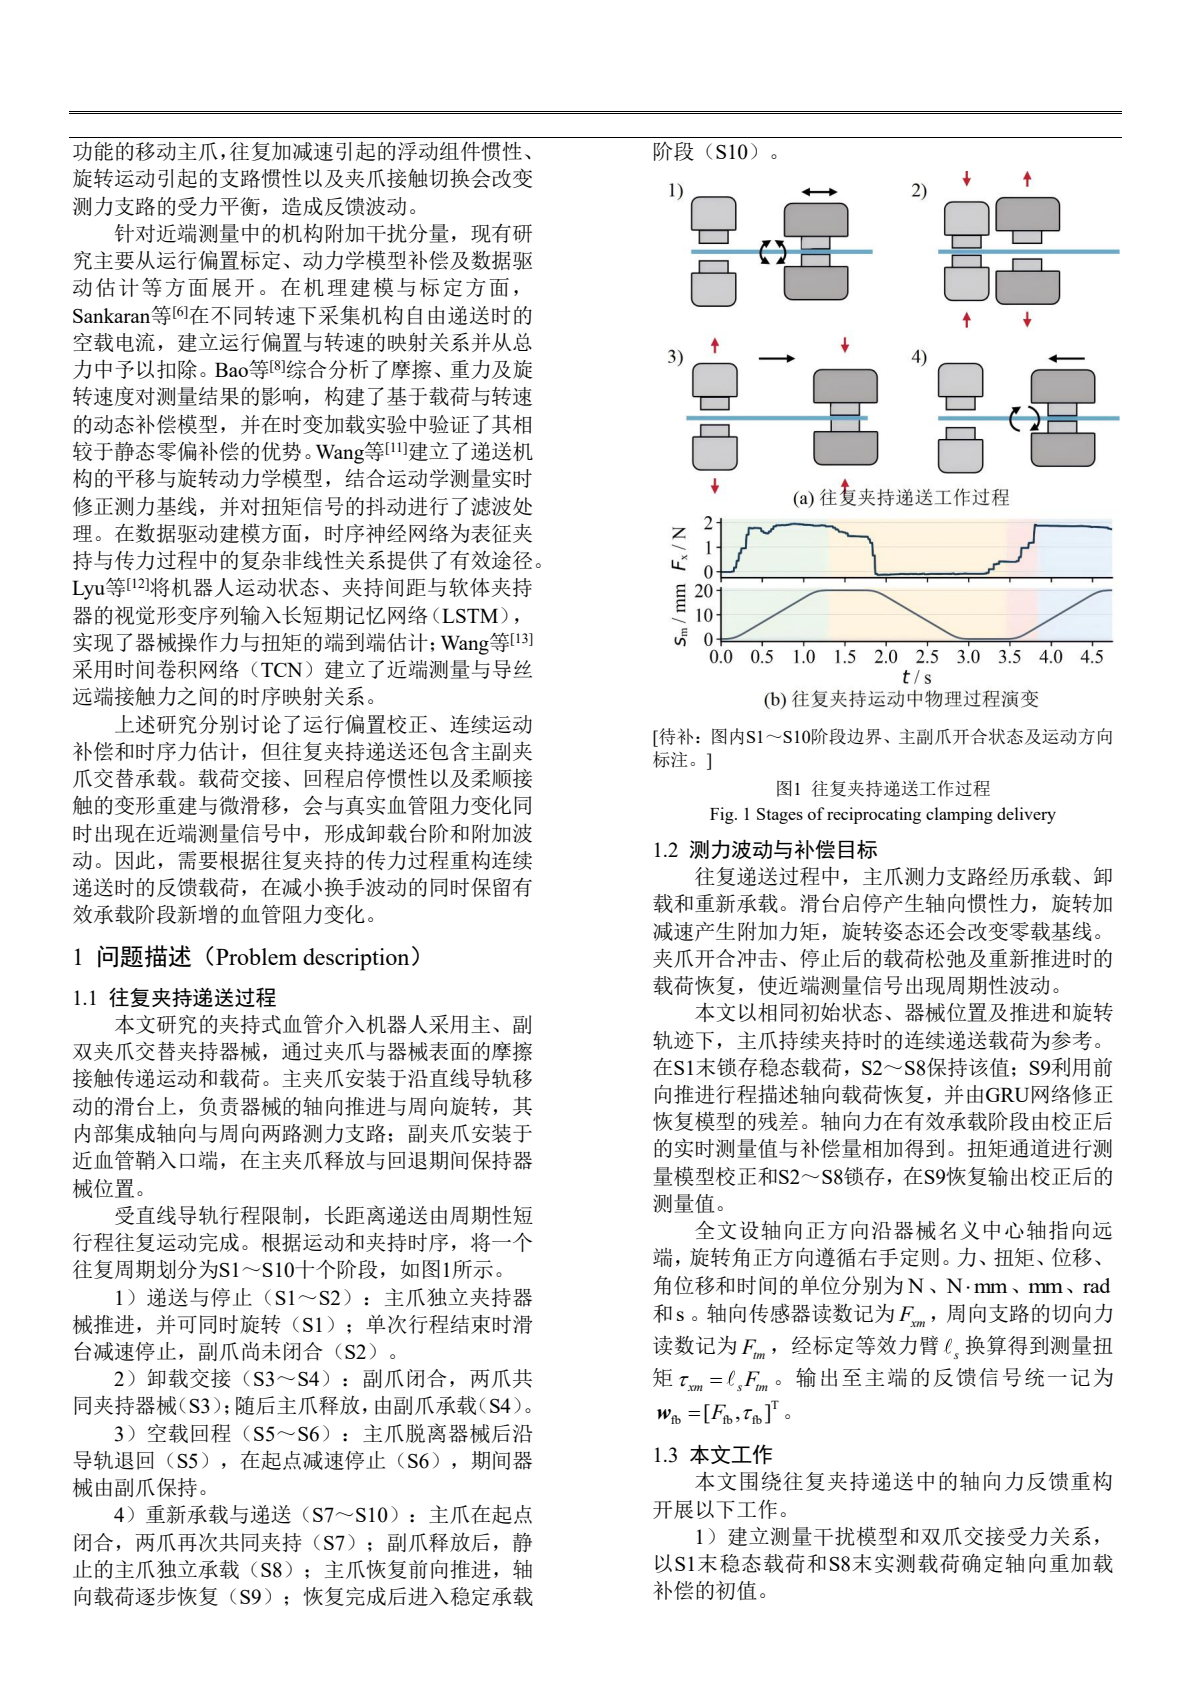 功能的移动主爪，往复加减速引起的浮动组件惯性、
旋转运动引起的支路惯性以及夹爪接触切换会改变
测力支路的受力平衡，造成反馈波动。
针对近端测量中的机构附加干扰分量，现有研
究主要从运行偏置标定、动力学模型补偿及数据驱
动估计等方面展开。在机理建模与标定方面，
Sankaran等[6]在不同转速下采集机构自由递送时的
空载电流，建立运行偏置与转速的映射关系并从总
力中予以扣除。Bao等[8]综合分析了摩擦、重力及旋
转速度对测量结果的影响，构建了基于载荷与转速
的动态补偿模型，并在时变加载实验中验证了其相
较于静态零偏补偿的优势。Wang等[11]建立了递送机
构的平移与旋转动力学模型，结合运动学测量实时
修正测力基线，并对扭矩信号的抖动进行了滤波处
理。在数据驱动建模方面，时序神经网络为表征夹
持与传力过程中的复杂非线性关系提供了有效途径。
Lyu等[12]将机器人运动状态、夹持间距与软体夹持
器的视觉形变序列输入长短期记忆网络（LSTM），
实现了器械操作力与扭矩的端到端估计；Wang等[13]
采用时间卷积网络（TCN）建立了近端测量与导丝
远端接触力之间的时序映射关系。
上述研究分别讨论了运行偏置校正、连续运动
补偿和时序力估计，但往复夹持递送还包含主副夹
爪交替承载。载荷交接、回程启停惯性以及柔顺接
触的变形重建与微滑移，会与真实血管阻力变化同
时出现在近端测量信号中，形成卸载台阶和附加波
动。因此，需要根据往复夹持的传力过程重构连续
递送时的反馈载荷，在减小换手波动的同时保留有
效承载阶段新增的血管阻力变化。
1 问题描述（Problem description）
1.1 往复夹持递送过程
本文研究的夹持式血管介入机器人采用主、副
双夹爪交替夹持器械，通过夹爪与器械表面的摩擦
接触传递运动和载荷。主夹爪安装于沿直线导轨移
动的滑台上，负责器械的轴向推进与周向旋转，其
内部集成轴向与周向两路测力支路；副夹爪安装于
近血管鞘入口端，在主夹爪释放与回退期间保持器
械位置。
受直线导轨行程限制，长距离递送由周期性短
行程往复运动完成。根据运动和夹持时序，将一个
往复周期划分为S1～S10十个阶段，如图1所示。
1）递送与停止（S1～S2）：主爪独立夹持器
械推进，并可同时旋转（S1）；单次行程结束时滑
台减速停止，副爪尚未闭合（S2）。
2）卸载交接（S3～S4）：副爪闭合，两爪共
同夹持器械（S3）；随后主爪释放，由副爪承载（S4）。
3）空载回程（S5～S6）：主爪脱离器械后沿
导轨退回（S5），在起点减速停止（S6），期间器
械由副爪保持。
4）重新承载与递送（S7～S10）：主爪在起点
闭合，两爪再次共同夹持（S7）；副爪释放后，静
止的主爪独立承载（S8）；主爪恢复前向推进，轴
向载荷逐步恢复（S9）；恢复完成后进入稳定承载
阶段（S10）。
1)
2)
3)
4)
(a) 往复夹持递送工作过程
Fx / N
2
1
0
sm / mm
20
10
0
0.0 0.5 1.0 1.5 2.0 2.5 3.0 3.5 4.0 4.5
t / s
(b) 往复夹持运动中物理过程演变
[待补：图内S1～S10阶段边界、主副爪开合状态及运动方向
标注。]
图1 往复夹持递送工作过程
Fig. 1 Stages of reciprocating clamping delivery
1.2 测力波动与补偿目标
往复递送过程中，主爪测力支路经历承载、卸
载和重新承载。滑台启停产生轴向惯性力，旋转加
减速产生附加力矩，旋转姿态还会改变零载基线。
夹爪开合冲击、停止后的载荷松弛及重新推进时的
载荷恢复，使近端测量信号出现周期性波动。
本文以相同初始状态、器械位置及推进和旋转
轨迹下，主爪持续夹持时的连续递送载荷为参考。
在S1末锁存稳态载荷，S2～S8保持该值；S9利用前
向推进行程描述轴向载荷恢复，并由GRU网络修正
恢复模型的残差。轴向力在有效承载阶段由校正后
的实时测量值与补偿量相加得到。扭矩通道进行测
量模型校正和S2～S8锁存，在S9恢复输出校正后的
测量值。
全文设轴向正方向沿器械名义中心轴指向远
端，旋转角正方向遵循右手定则。力、扭矩、位移、
角位移和时间的单位分别为 N、N·mm、mm、rad
和 s 。轴向传感器读数记为 Fxm ，周向支路的切向力
读数记为 Ftm ，经标定等效力臂 ℓs 换算得到测量扭
矩 τxm = ℓsFtm 。输出至主端的反馈信号统一记为
wfb =[Ffb,τfb]T 。
1.3 本文工作
本文围绕往复夹持递送中的轴向力反馈重构
开展以下工作。
1）建立测量干扰模型和双爪交接受力关系，
以S1末稳态载荷和S8末实测载荷确定轴向重加载
补偿的初值。